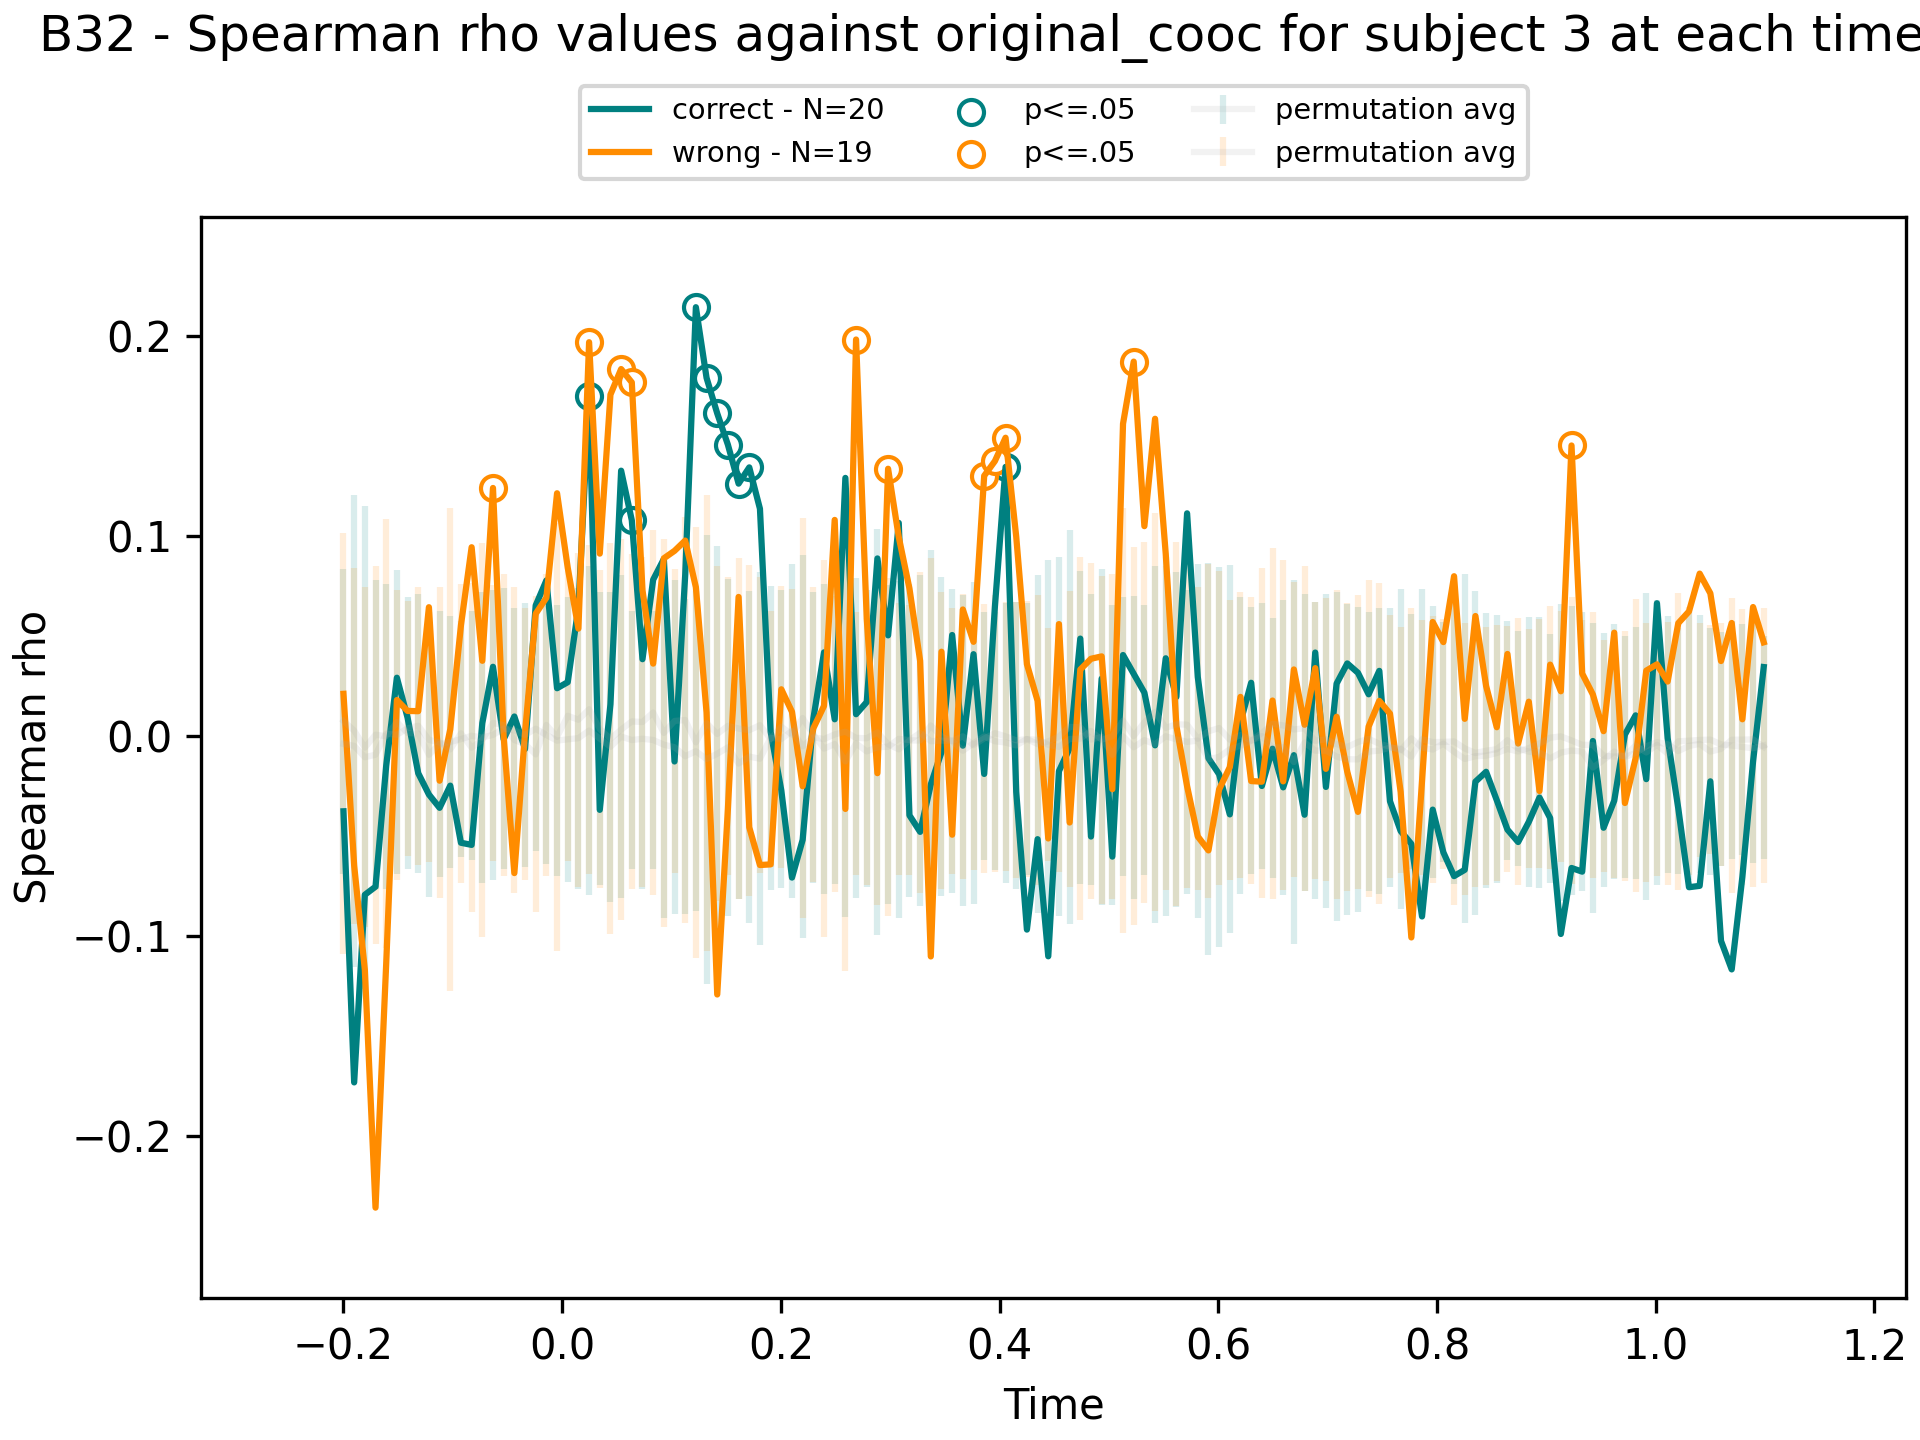 B32 - Spearman rho values against original_cooc for subject 3 at each time
correct - N=20
wrong - N=19
p<=.05
p<=.05
permutation avg
permutation avg
Spearman rho
0.2
0.1
0.0
−0.1
−0.2
−0.2 0.0 0.2 0.4 0.6 0.8 1.0 1.2
Time